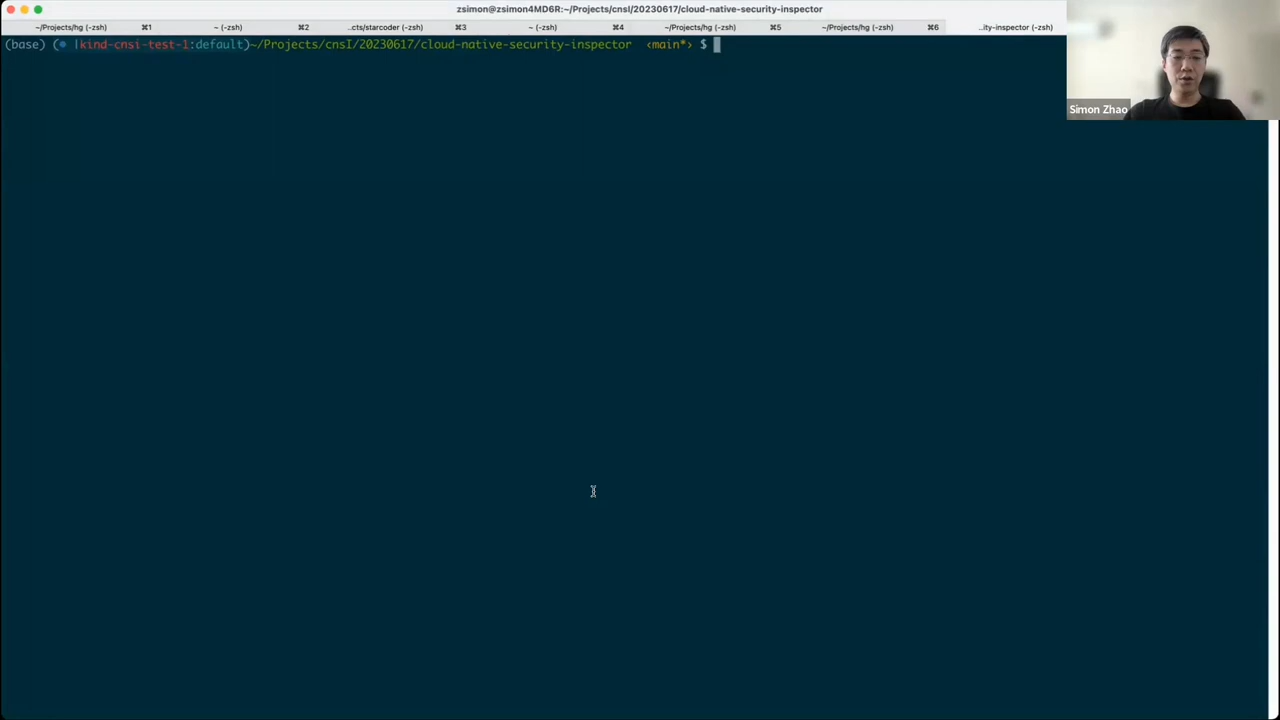 zsimon@zsimon4MD6R:~/Projects/cnsI/20230617/cloud-native-security-inspector
~/Projects/hg (-zsh) ⌘1 ~ (-zsh) ⌘2 ..cts/starcoder (-zsh) ⌘3 ~ (-zsh) ⌘4 ~/Projects/hg (-zsh) ⌘5 ~/Projects/hg (-zsh) ⌘6 ...ity-inspector (-zsh)
(base) (● |kind-cnsi-test-1:default)~/Projects/cnsI/20230617/cloud-native-security-inspector ‹main*› $
Simon Zhao